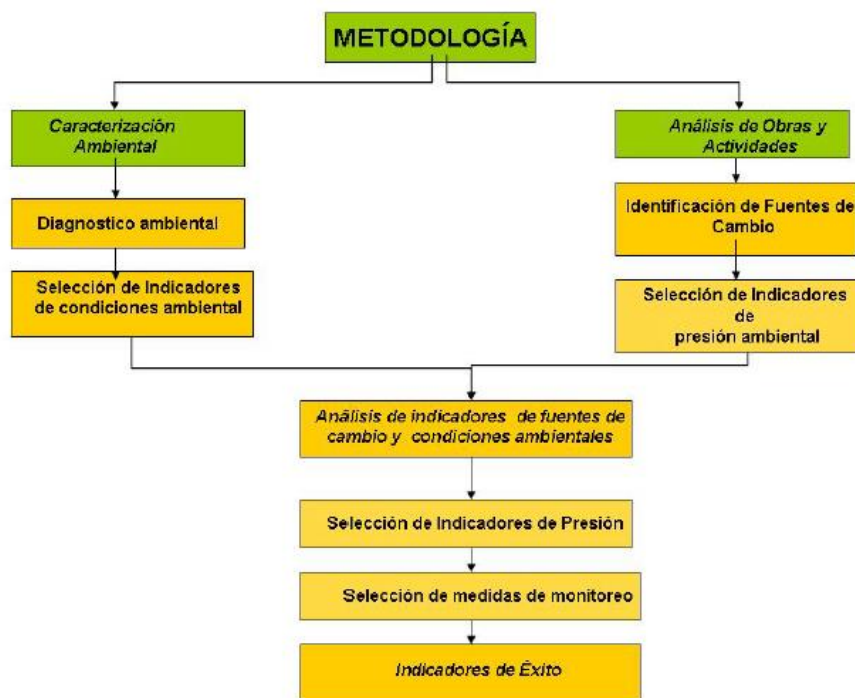 METODOLOGÍA
Caracterización
Ambiental
Diagnostico ambiental
Selección de Indicadores
de condiciones ambiental
Análisis de Obras y
Actividades
Identificación de Fuentes de
Cambio
Selección de Indicadores
de
presión ambiental
Análisis de indicadores de fuentes de
cambio y condiciones ambientales
Selección de Indicadores de Presión
Selección de medidas de monitoreo
Indicadores de Éxito